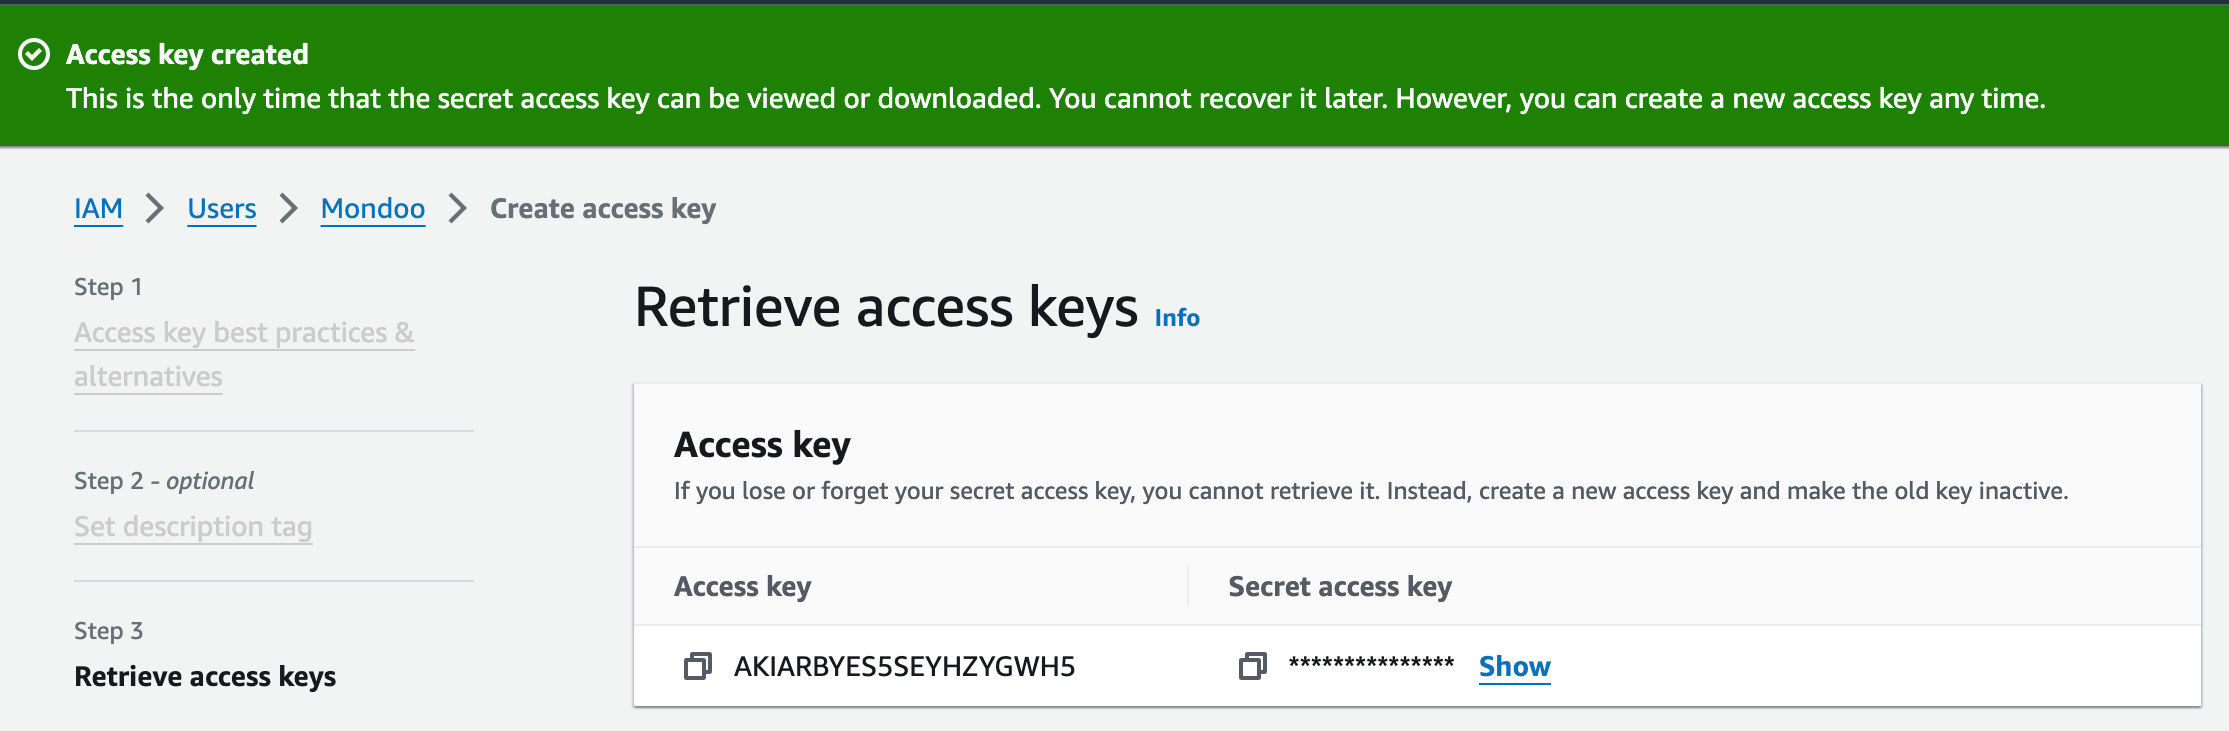 Access key created
This is the only time that the secret access key can be viewed or downloaded. You cannot recover it later. However, you can create a new access key any time.
IAM > Users > Mondoo > Create access key
Step 1
Access key best practices &
alternatives
Step 2 - optional
Set description tag
Step 3
Retrieve access keys
Retrieve access keys Info
Access key
If you lose or forget your secret access key, you cannot retrieve it. Instead, create a new access key and make the old key inactive.
Access key Secret access key
AKIARBYES5SEYHZYGWH5 *************** Show